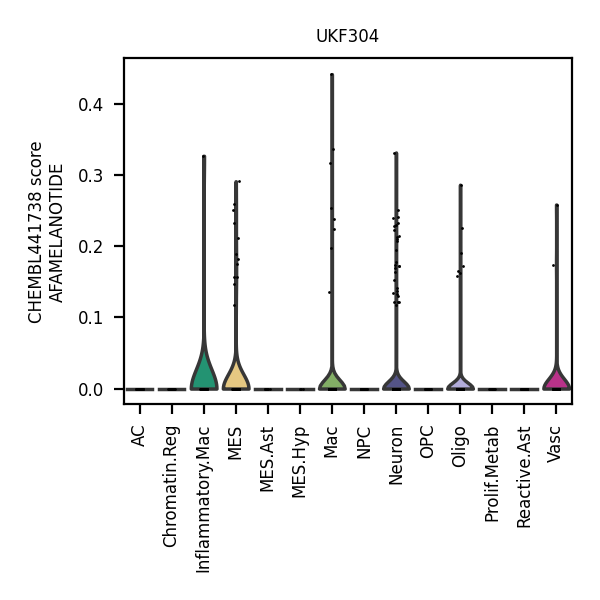 UKF304
CHEMBL441738 score
AFAMELANOTIDE
0.4
0.3
0.2
0.1
0.0
AC
Chromatin.Reg
Inflammatory.Mac
MES
MES.Ast
MES.Hyp
Mac
NPC
Neuron
OPC
Oligo
Prolif.Metab
Reactive.Ast
Vasc